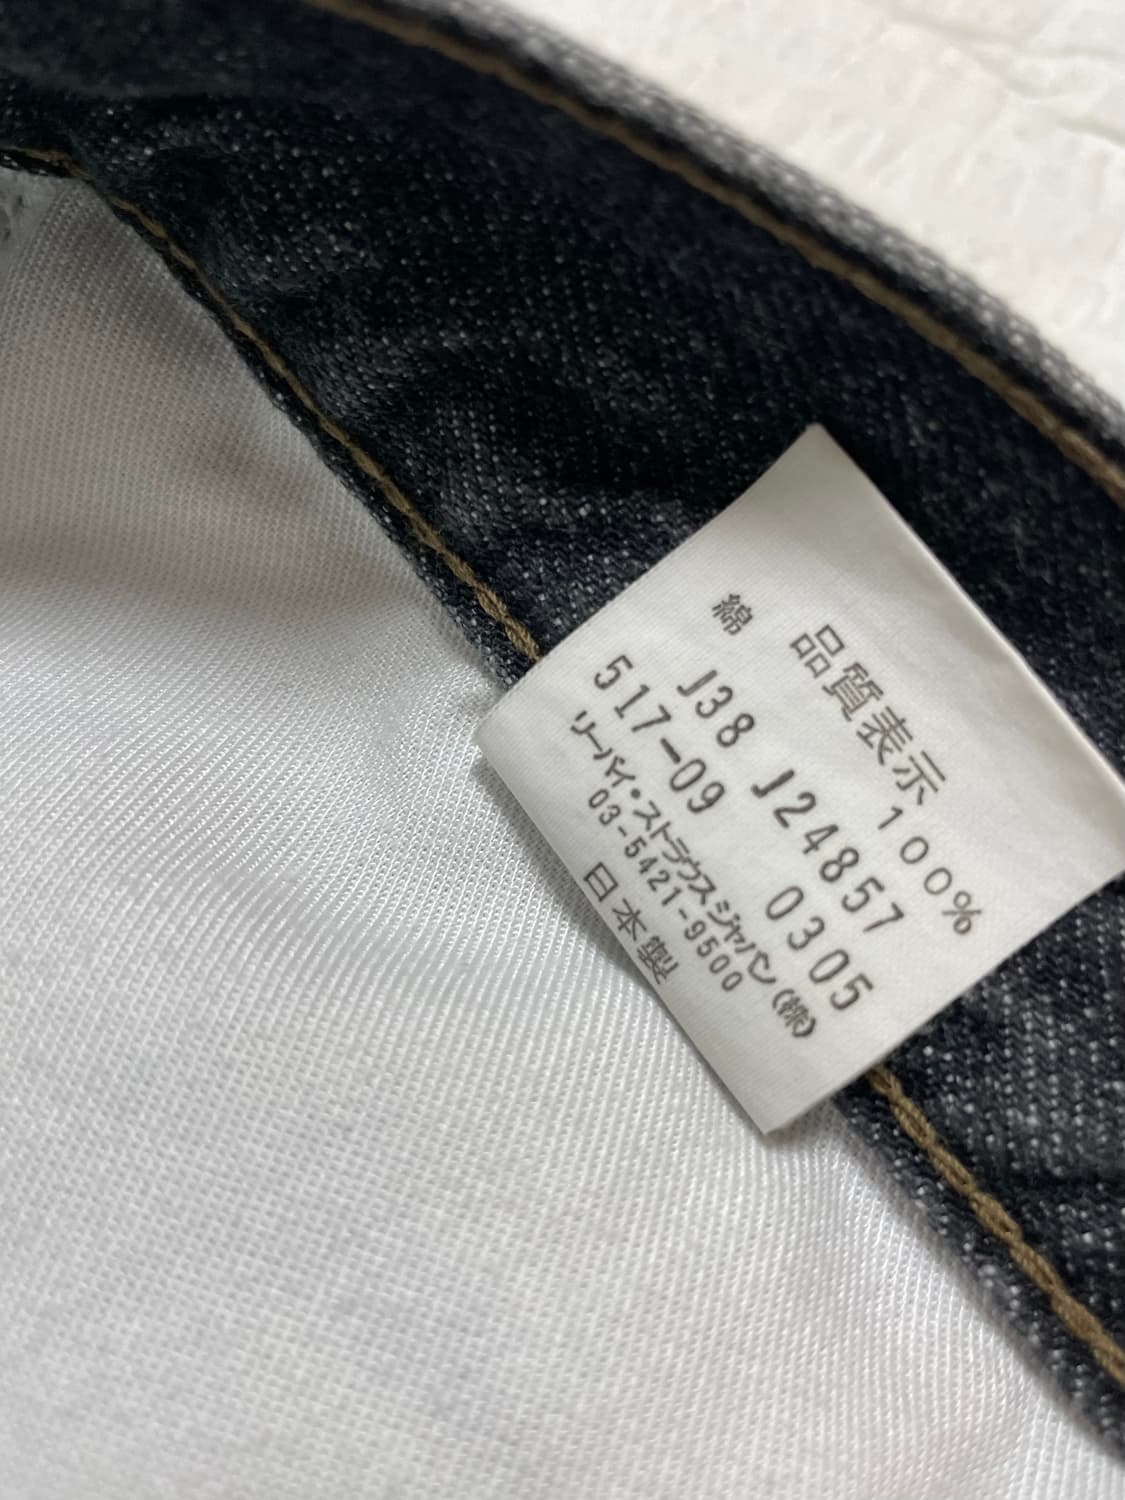 品質表示
綿 100%
J38 J24857
517-09 0305
リーバイ・ストラウスジャパン(株)
03-5421-9500
日本製